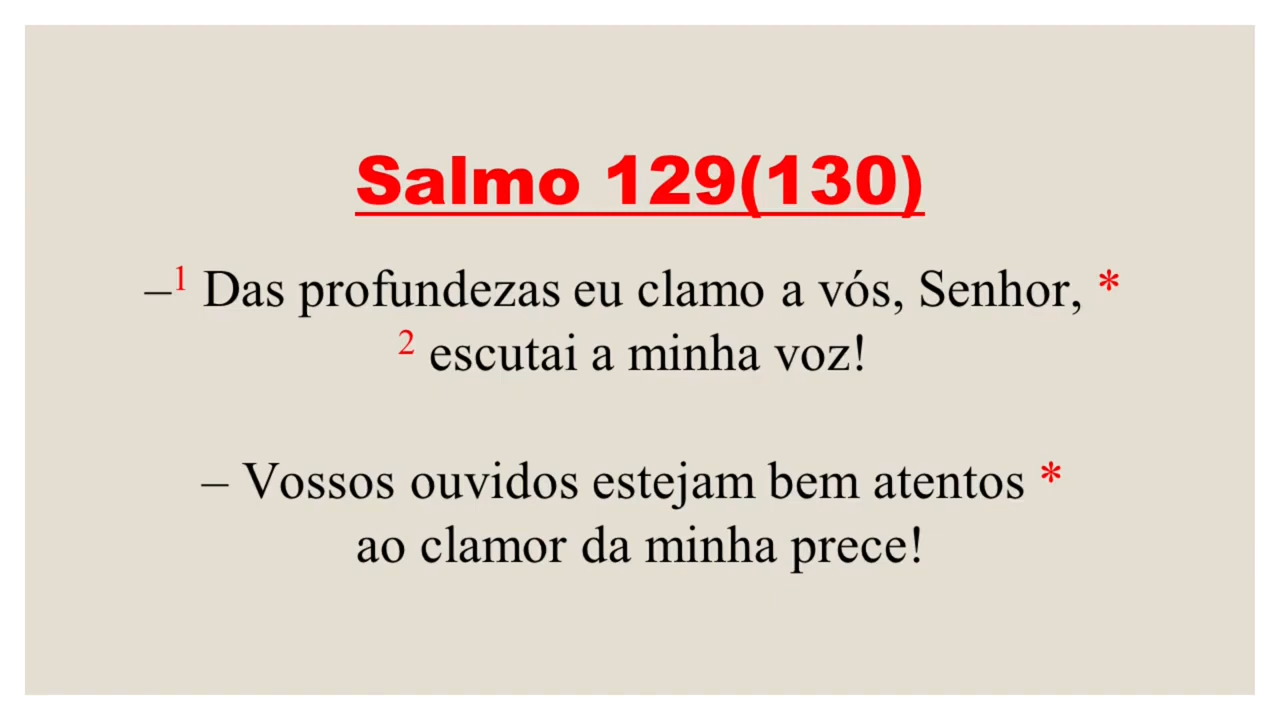 Salmo 129(130)
–¹ Das profundezas eu clamo a vós, Senhor, *
² escutai a minha voz!
– Vossos ouvidos estejam bem atentos *
ao clamor da minha prece!